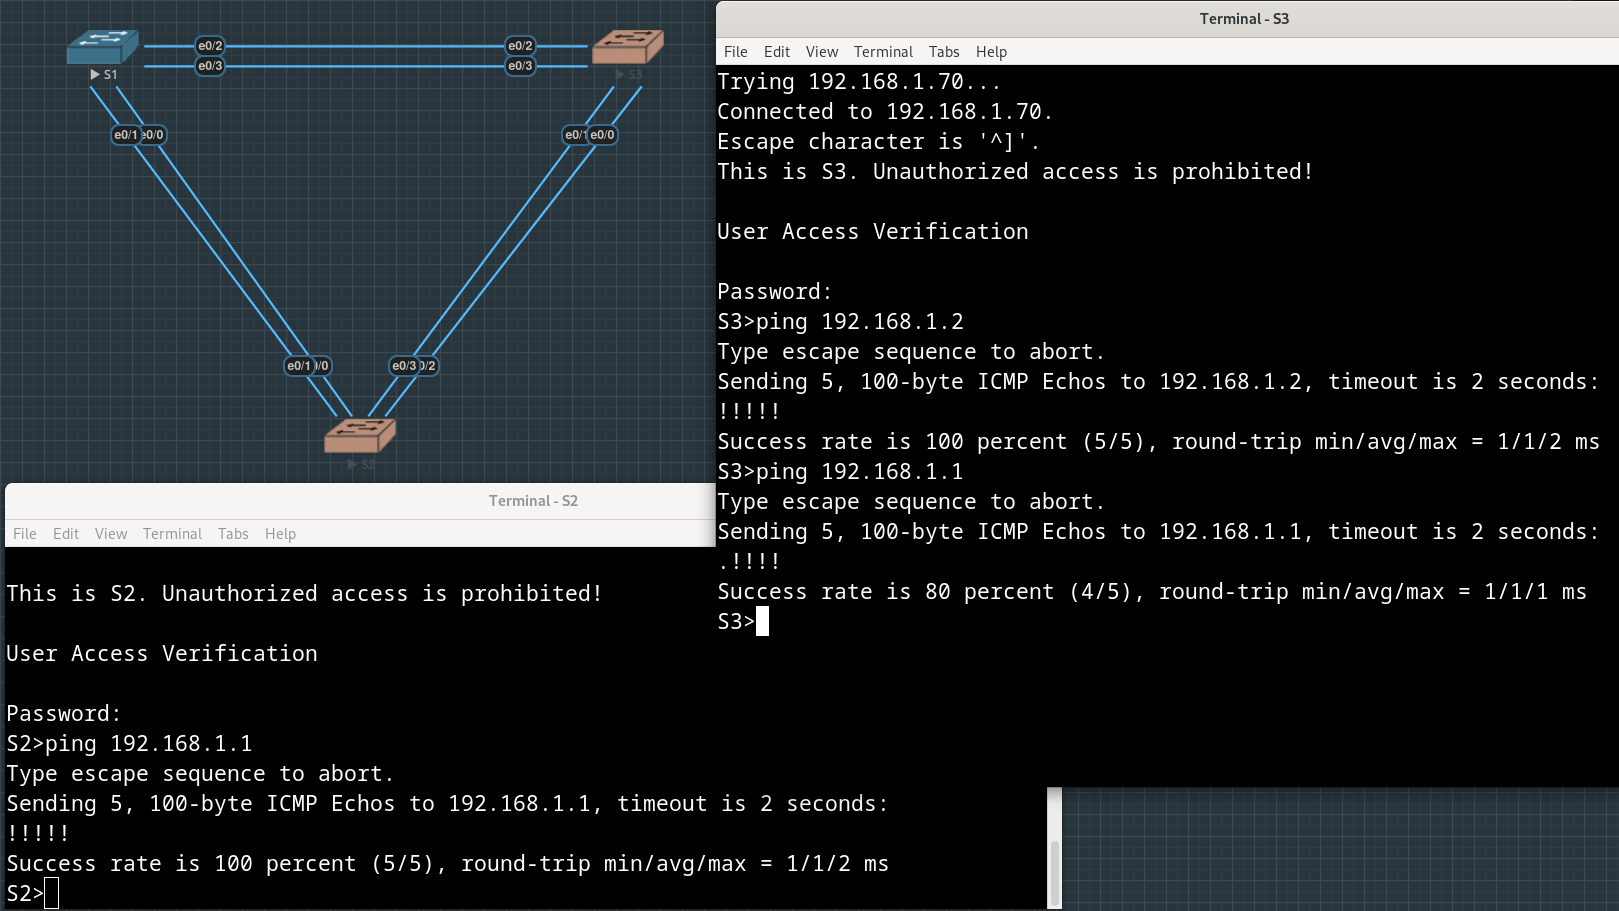 e0/2
e0/2
e0/3
e0/3
S1
S3
e0/1
e0/0
e0/1
e0/0
e0/1
/0
e0/3
0/2
S2
Terminal - S3
File Edit View Terminal Tabs Help
Trying 192.168.1.70...
Connected to 192.168.1.70.
Escape character is '^]'.
This is S3. Unauthorized access is prohibited!
User Access Verification
Password:
S3>ping 192.168.1.2
Type escape sequence to abort.
Sending 5, 100-byte ICMP Echos to 192.168.1.2, timeout is 2 seconds:
!!!!!
Success rate is 100 percent (5/5), round-trip min/avg/max = 1/1/2 ms
S3>ping 192.168.1.1
Type escape sequence to abort.
Sending 5, 100-byte ICMP Echos to 192.168.1.1, timeout is 2 seconds:
.!!!!
Success rate is 80 percent (4/5), round-trip min/avg/max = 1/1/1 ms
S3>
Terminal - S2
File Edit View Terminal Tabs Help
This is S2. Unauthorized access is prohibited!
User Access Verification
Password:
S2>ping 192.168.1.1
Type escape sequence to abort.
Sending 5, 100-byte ICMP Echos to 192.168.1.1, timeout is 2 seconds:
!!!!!
Success rate is 100 percent (5/5), round-trip min/avg/max = 1/1/2 ms
S2>